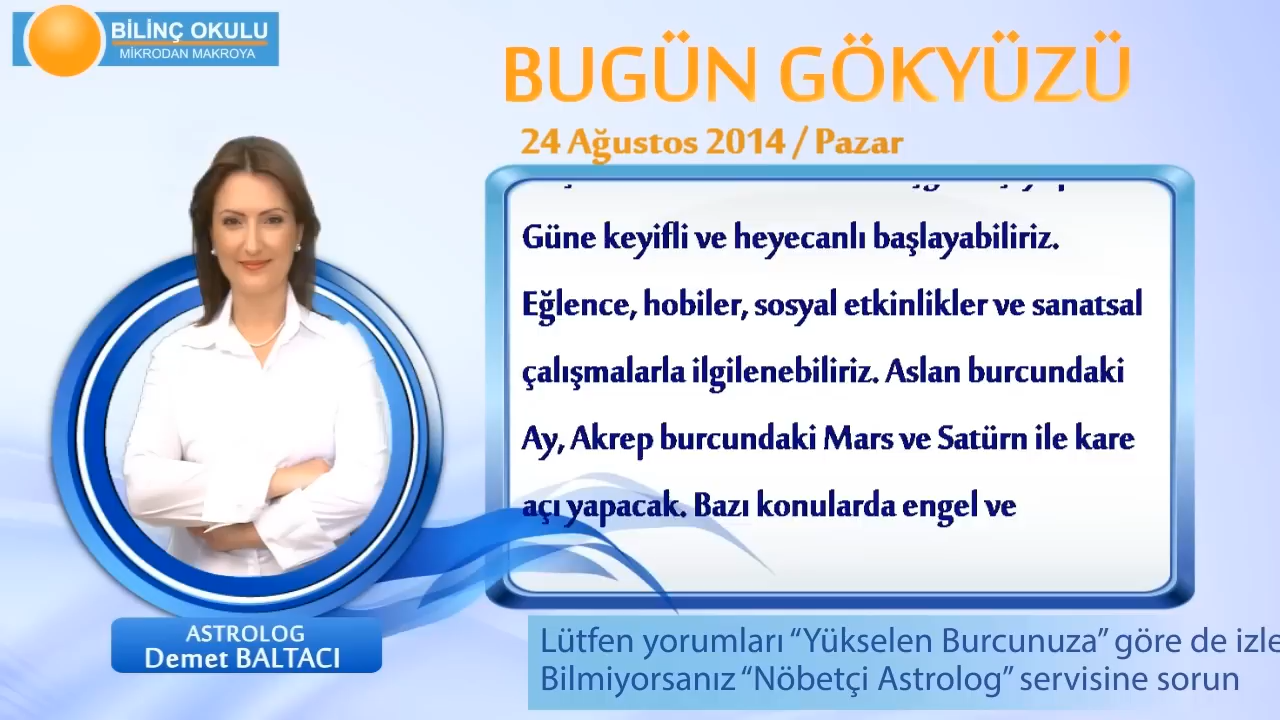 BİLİNÇ OKULU
MİKRODAN MAKROYA
BUGÜN GÖKYÜZÜ
24 Ağustos 2014 / Pazar
Güne keyifli ve heyecanlı başlayabiliriz.
Eğlence, hobiler, sosyal etkinlikler ve sanatsal
çalışmalarla ilgilenebiliriz. Aslan burcundaki
Ay, Akrep burcundaki Mars ve Satürn ile kare
açı yapacak. Bazı konularda engel ve
ASTROLOG
Demet BALTACI
Lütfen yorumları “Yükselen Burcunuza” göre de izle
Bilmiyorsanız “Nöbetçi Astrolog” servisine sorun